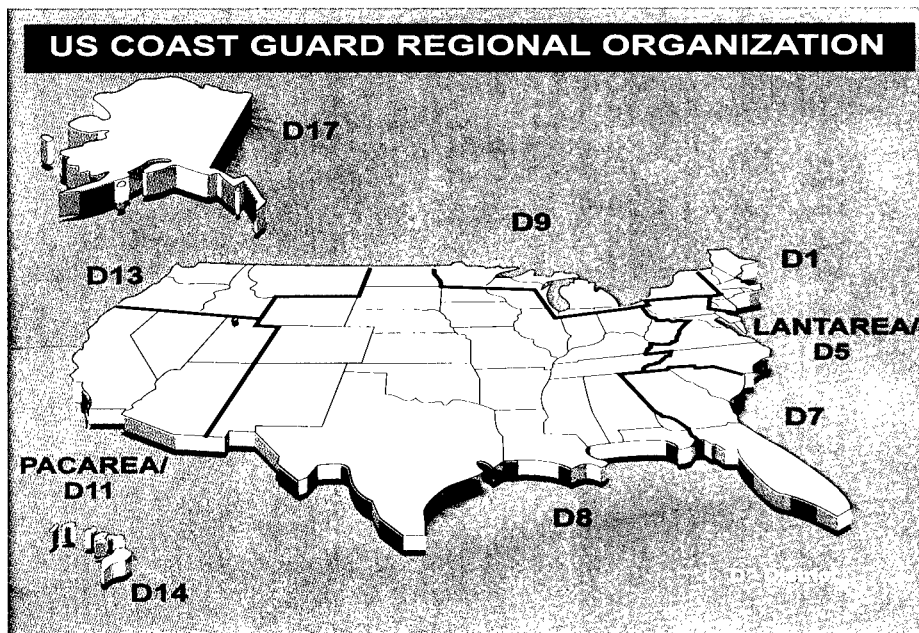 US COAST GUARD REGIONAL ORGANIZATION
D17
D9
D13
D1
LANTAREA/
D5
D7
PACAREA/
D11
D8
D14